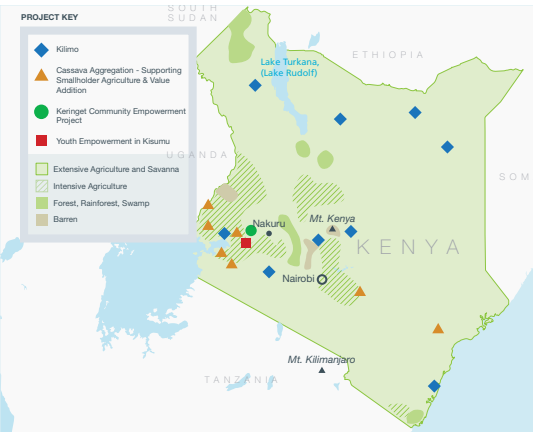 SOUTH
SUDAN
PROJECT KEY
Kilimo
Cassava Aggregation - Supporting
Smallholder Agriculture & Value
Addition
Keringet Community Empowerment
Project
Youth Empowerment in Kisumu
Extensive Agriculture and Savanna
Intensive Agriculture
Forest, Rainforest, Swamp
Barren
ETHIOPIA
Lake Turkana,
(Lake Rudolf)
UGANDA
SOM
Nakuru
Mt. Kenya
KENYA
Nairobi
Mt. Kilimanjaro
TANZANIA